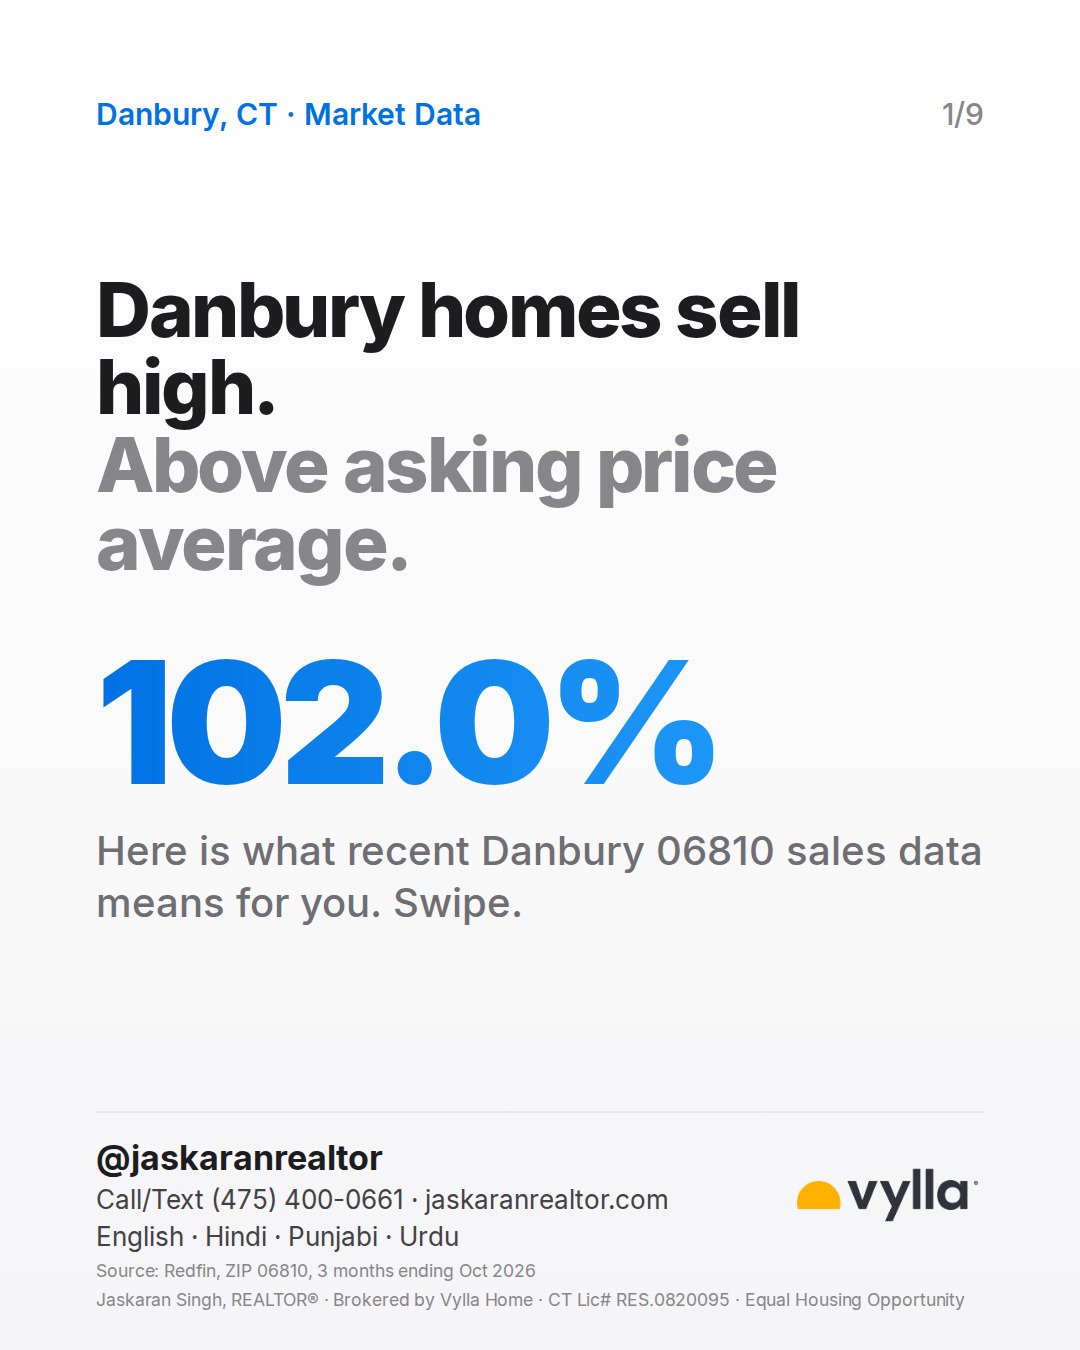 Danbury, CT · Market Data
1/9
Danbury homes sell
high.
Above asking price
average.
102.0%
Here is what recent Danbury 06810 sales data
means for you. Swipe.
@jaskaranrealtor
Call/Text (475) 400-0661 · jaskaranrealtor.com
English · Hindi · Punjabi · Urdu
vylla
Source: Redfin, ZIP 06810, 3 months ending Oct 2026
Jaskaran Singh, REALTOR® · Brokered by Vylla Home · CT Lic# RES.0820095 · Equal Housing Opportunity